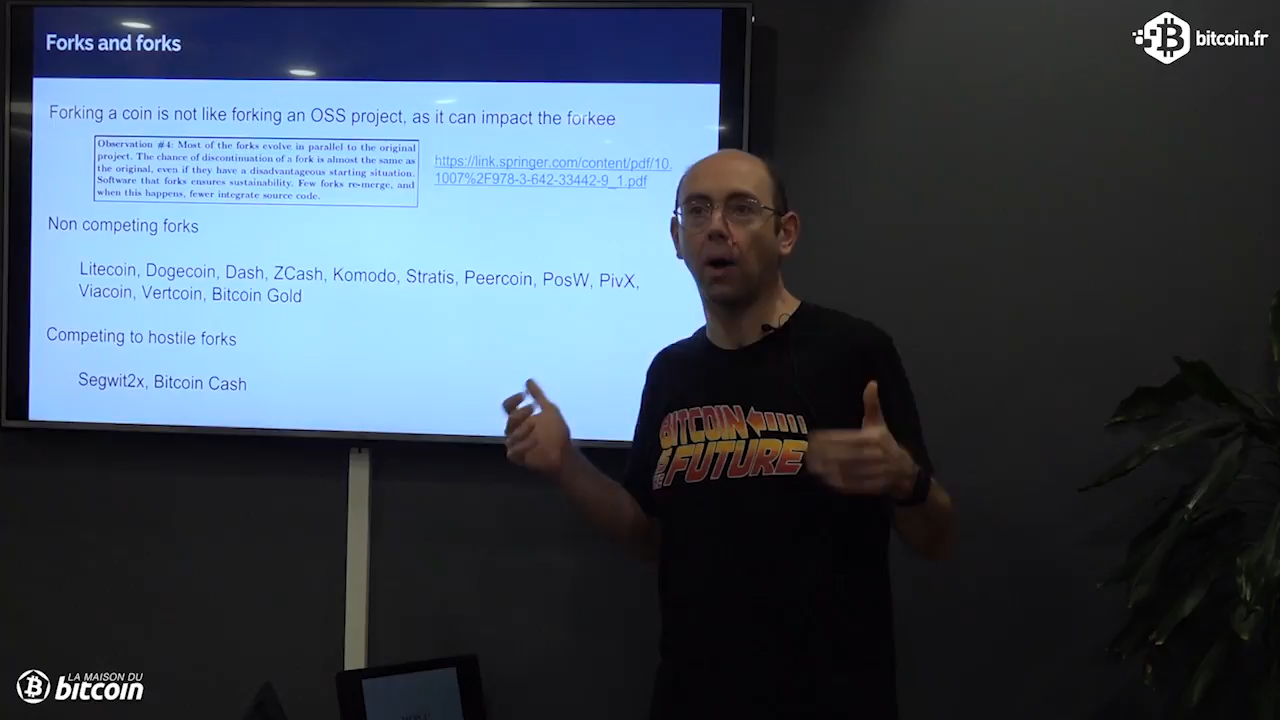 Forks and forks
bitcoin.fr
Forking a coin is not like forking an OSS project, as it can impact the forkee
Observation #4: Most of the forks evolve in parallel to the original
project. The chance of discontinuation of a fork is almost the same as
the original, even if they have a disadvantageous starting situation.
Software that forks ensures sustainability. Few forks re-merge, and
when this happens, fewer integrate source code.
https://link.springer.com/content/pdf/10.
1007%2F978-3-642-33442-9_1.pdf
Non competing forks
Litecoin, Dogecoin, Dash, ZCash, Komodo, Stratis, Peercoin, PosW, PivX,
Viacoin, Vertcoin, Bitcoin Gold
Competing to hostile forks
Segwit2x, Bitcoin Cash
BITCOIN
FUTURE
LA MAISON DU
bitcoin